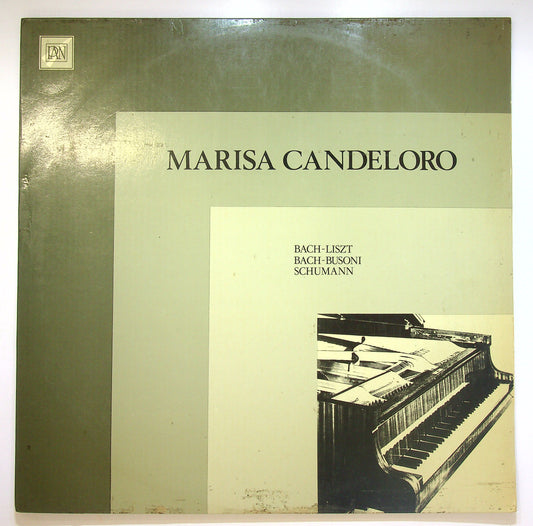 PAN
MARISA CANDELORO
BACH-LISZT
BACH-BUSONI
SCHUMANN